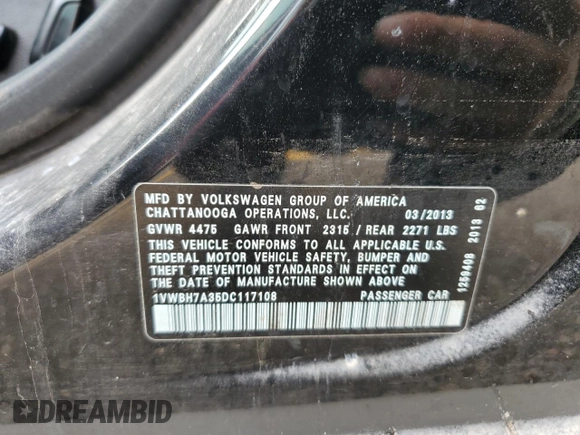 MFD BY VOLKSWAGEN GROUP OF AMERICA
CHATTANOOGA OPERATIONS, LLC. 03/2013
GVWR 4475 GAWR FRONT 2315 / REAR 2271 LBS
THIS VEHICLE CONFORMS TO ALL APPLICABLE U.S.
FEDERAL MOTOR VEHICLE SAFETY, BUMPER AND
THEFT PREVENTION STANDARDS IN EFFECT ON
THE DATE OF MANUFACTURE SHOWN ABOVE
1VWBH7A35DC117108 PASSENGER CAR
1259408 2013 62
DREAMBID